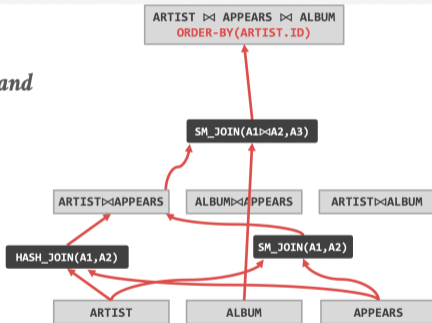 ARTIST ⋈ APPEARS ⋈ ALBUM
ORDER-BY(ARTIST.ID)
and
SM_JOIN(A1⋈A2,A3)
ARTIST⋈APPEARS
ALBUM⋈APPEARS
ARTIST⋈ALBUM
HASH_JOIN(A1,A2)
SM_JOIN(A1,A2)
ARTIST
ALBUM
APPEARS